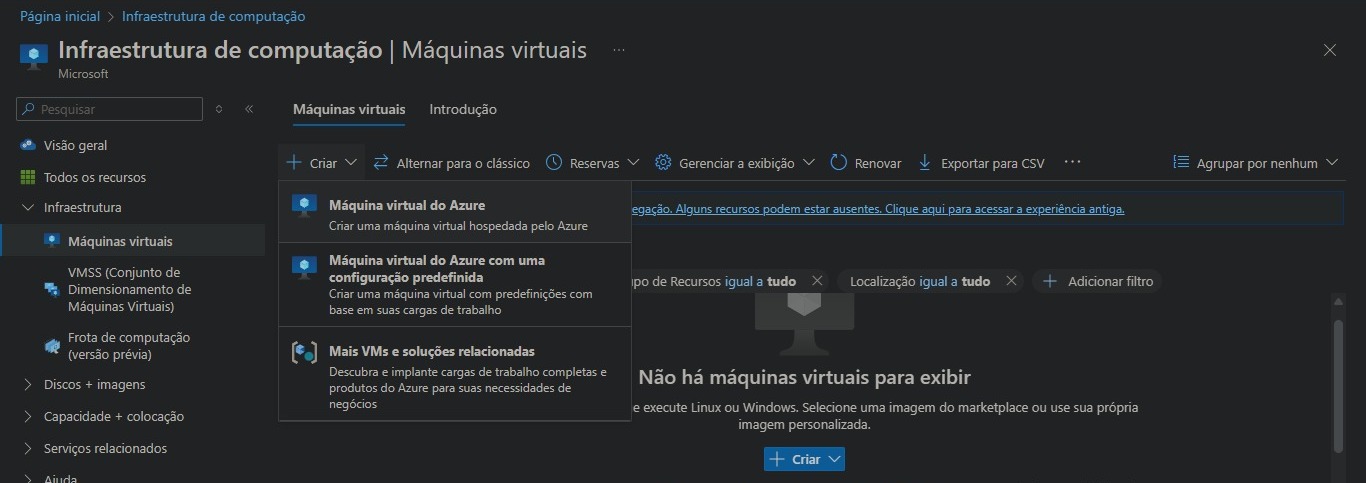 Página inicial > Infraestrutura de computação
Infraestrutura de computação | Máquinas virtuais ...
Microsoft
Pesquisar
Visão geral
Todos os recursos
Infraestrutura
Máquinas virtuais
VMSS (Conjunto de
Dimensionamento de
Máquinas Virtuais)
Frota de computação
(versão prévia)
Discos + imagens
Capacidade + colocação
Serviços relacionados
Ajuda
Máquinas virtuais Introdução
Criar Alternar para o clássico Reservas Gerenciar a exibição Renovar Exportar para CSV ... Agrupar por nenhum
Máquina virtual do Azure
Criar uma máquina virtual hospedada pelo Azure
Máquina virtual do Azure com uma
configuração predefinida
Criar uma máquina virtual com predefinições com
base em suas cargas de trabalho
Mais VMs e soluções relacionadas
Descubra e implante cargas de trabalho completas e
produtos do Azure para suas necessidades de
negócios
egação. Alguns recursos podem estar ausentes. Clique aqui para acessar a experiência antiga.
upo de Recursos igual a tudo Localização igual a tudo Adicionar filtro
Não há máquinas virtuais para exibir
e execute Linux ou Windows. Selecione uma imagem do marketplace ou use sua própria
imagem personalizada.
Criar